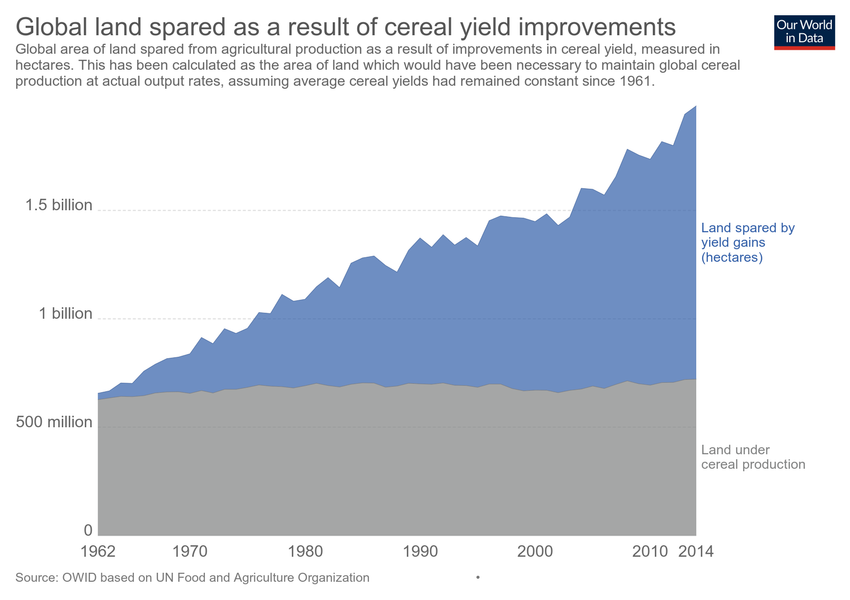 Global land spared as a result of cereal yield improvements
Our World
in Data
Global area of land spared from agricultural production as a result of improvements in cereal yield, measured in
hectares. This has been calculated as the area of land which would have been necessary to maintain global cereal
production at actual output rates, assuming average cereal yields had remained constant since 1961.
1.5 billion
1 billion
500 million
0
Land spared by
yield gains
(hectares)
Land under
cereal production
1962 1970 1980 1990 2000 2010 2014
Source: OWID based on UN Food and Agriculture Organization •